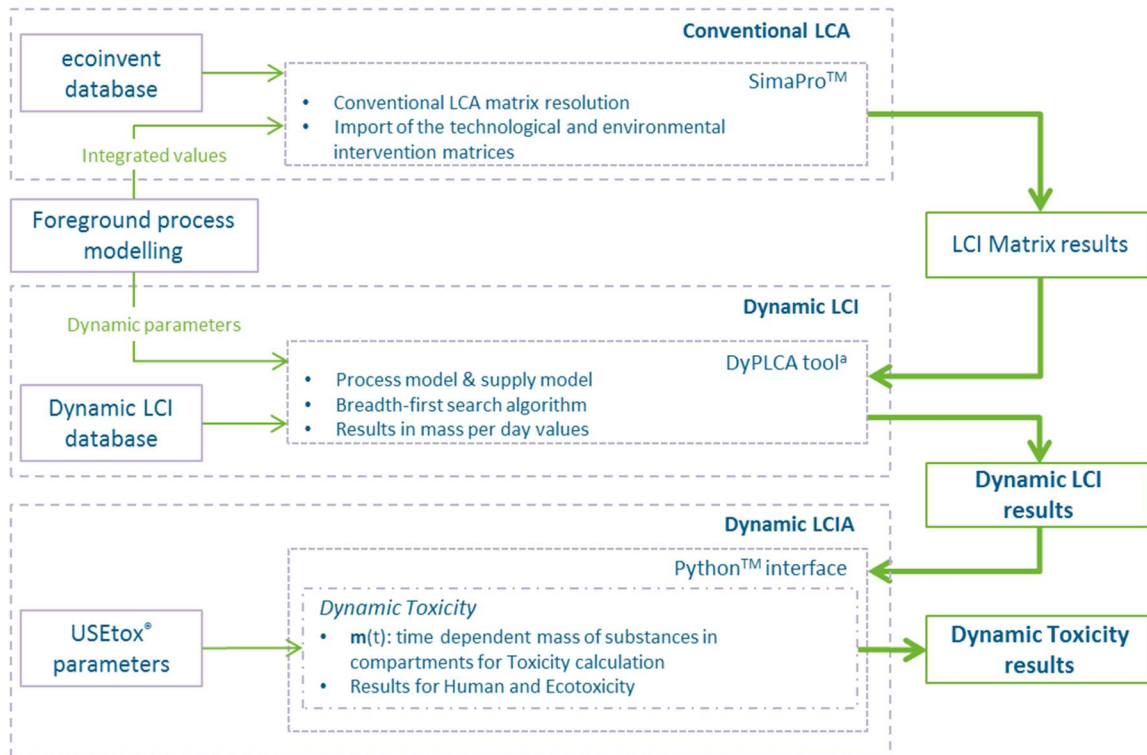 Conventional LCA
ecoinvent
database
SimaPro™
• Conventional LCA matrix resolution
• Import of the technological and environmental
intervention matrices
Integrated values
Foreground process
modelling
LCI Matrix results
Dynamic LCI
Dynamic parameters
DyPLCA toolᵃ
• Process model & supply model
• Breadth-first search algorithm
• Results in mass per day values
Dynamic LCI
database
Dynamic LCI
results
Dynamic LCIA
Python™ interface
Dynamic Toxicity
• m(t): time dependent mass of substances in
compartments for Toxicity calculation
• Results for Human and Ecotoxicity
USEtox®
parameters
Dynamic Toxicity
results